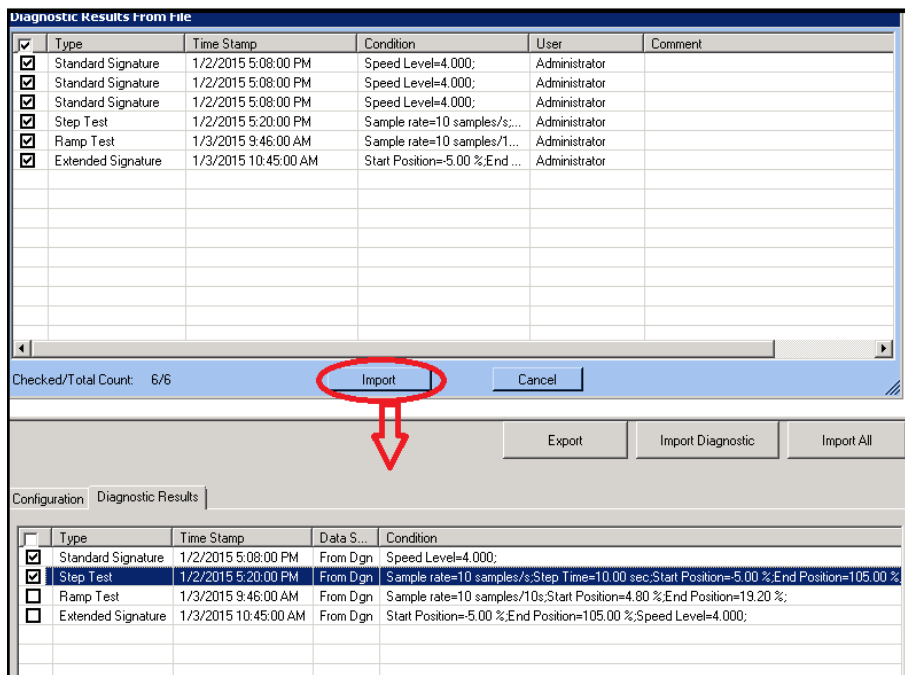 Diagnostic Results From File
Type Time Stamp Condition User Comment
Standard Signature 1/2/2015 5:08:00 PM Speed Level=4.000; Administrator
Standard Signature 1/2/2015 5:08:00 PM Speed Level=4.000; Administrator
Standard Signature 1/2/2015 5:08:00 PM Speed Level=4.000; Administrator
Step Test 1/2/2015 5:20:00 PM Sample rate=10 samples/s;... Administrator
Ramp Test 1/3/2015 9:46:00 AM Sample rate=10 samples/1... Administrator
Extended Signature 1/3/2015 10:45:00 AM Start Position=-5.00 %;End ... Administrator
Checked/Total Count: 6/6 Import Cancel
Export Import Diagnostic Import All
Configuration Diagnostic Results
Type Time Stamp Data S... Condition
Standard Signature 1/2/2015 5:08:00 PM From Dgn Speed Level=4.000;
Step Test 1/2/2015 5:20:00 PM From Dgn Sample rate=10 samples/s;Step Time=10.00 sec;Start Position=-5.00 %;End Position=105.00 %
Ramp Test 1/3/2015 9:46:00 AM From Dgn Sample rate=10 samples/10s;Start Position=4.80 %;End Position=19.20 %;
Extended Signature 1/3/2015 10:45:00 AM From Dgn Start Position=-5.00 %;End Position=105.00 %;Speed Level=4.000;